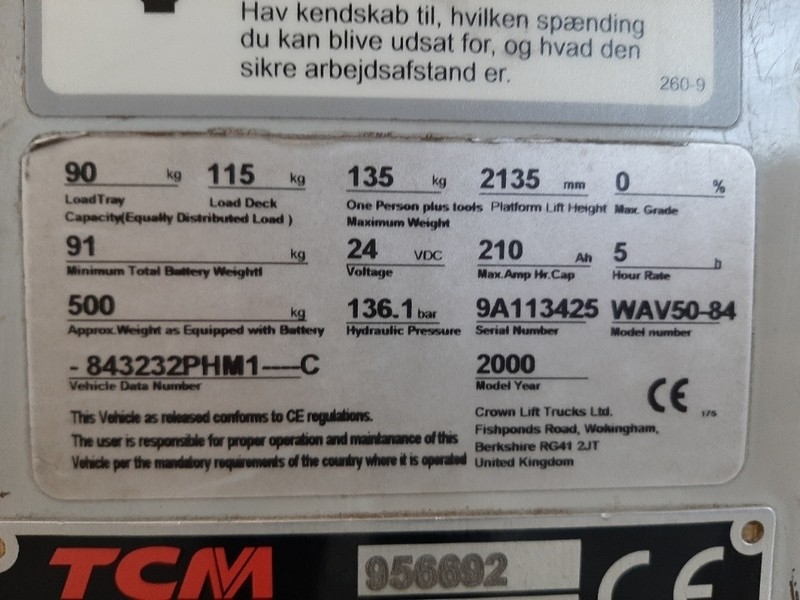 Hav kendskab til, hvilken spænding
du kan blive udsat for, og hvad den
sikre arbejdsafstand er.
260-9
90 kg 115 kg 135 kg 2135 mm 0 %
LoadTray Load Deck One Person plus tools Platform Lift Height Max. Grade
Capacity(Equally Distributed Load ) Maximum Weight
91 kg 24 VDC 210 Ah 5 h
Minimum Total Battery Weightl Voltage Max.Amp Hr.Cap Hour Rate
500 kg 136.1 bar 9A113425 WAV50-84
Approx.Weight as Equipped with Battery Hydraulic Pressure Serial Number Model number
- 843232PHM1----C 2000
Vehicle Data Number Model Year
CE 175
This Vehicle as released conforms to CE regulations.
The user is responsible for proper operation and maintanance of this
Vehicle per the mandatory requirements of the country where it is operated
Crown Lift Trucks Ltd.
Fishponds Road, Wokingham,
Berkshire RG41 2JT
United Kingdom
TCM 956692 CE